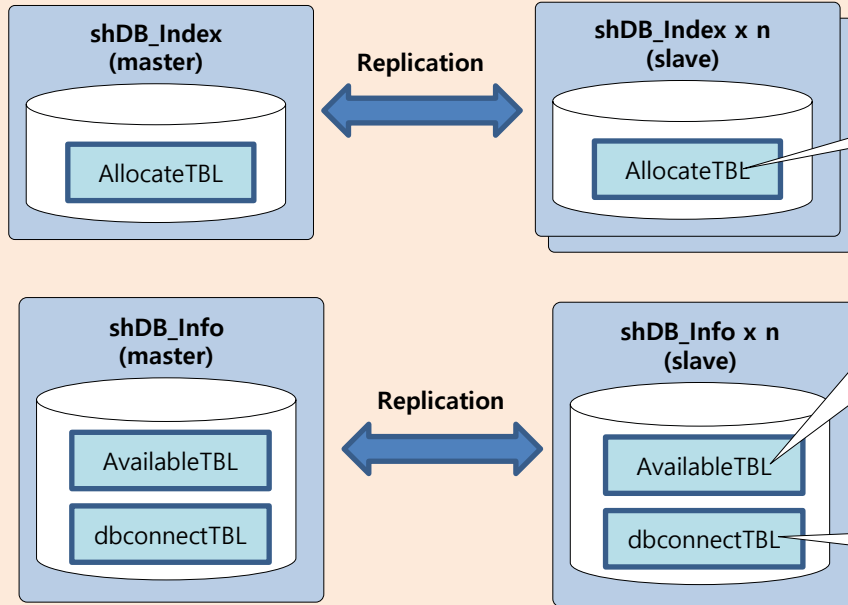 shDB_Index
(master)
Replication
shDB_Index x n
(slave)
AllocateTBL
AllocateTBL
shDB_Info
(master)
Replication
shDB_Info x n
(slave)
AvailableTBL
dbconnectTBL
AvailableTBL
dbconnectTBL